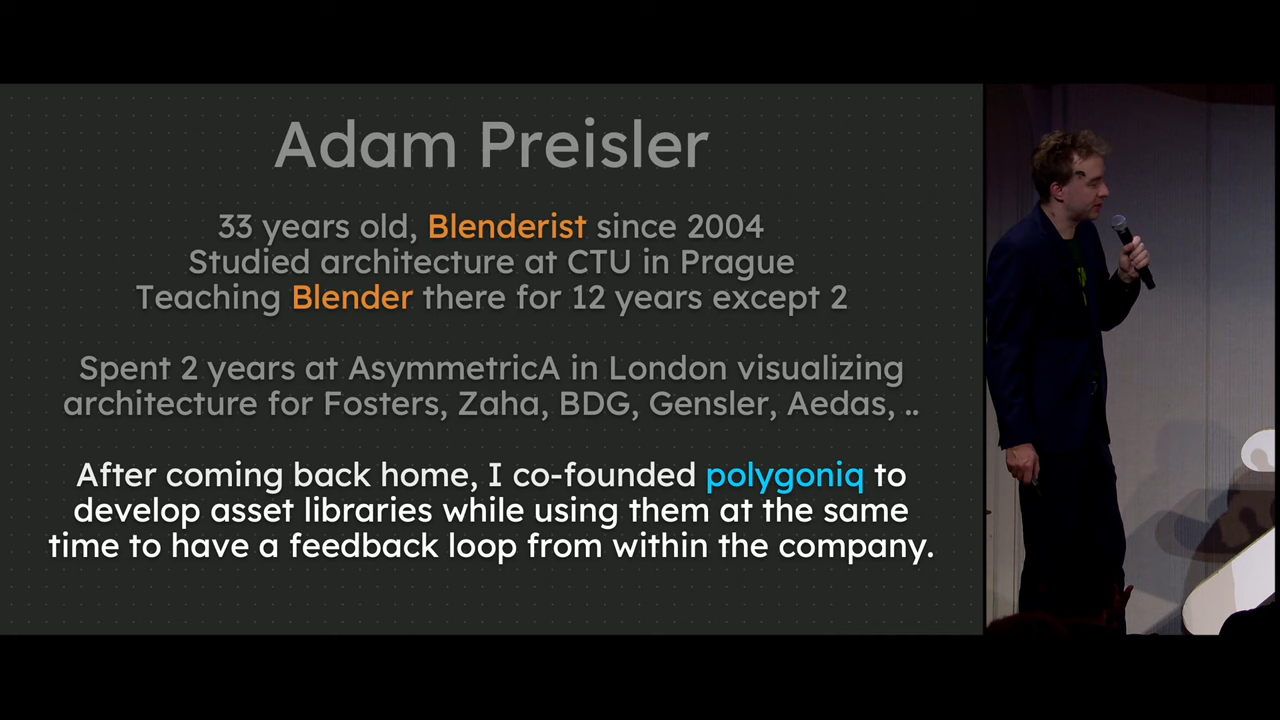 Adam Preisler
33 years old, Blenderist since 2004
Studied architecture at CTU in Prague
Teaching Blender there for 12 years except 2
Spent 2 years at AsymmetricA in London visualizing
architecture for Fosters, Zaha, BDG, Gensler, Aedas, ..
After coming back home, I co-founded polygoniq to
develop asset libraries while using them at the same
time to have a feedback loop from within the company.